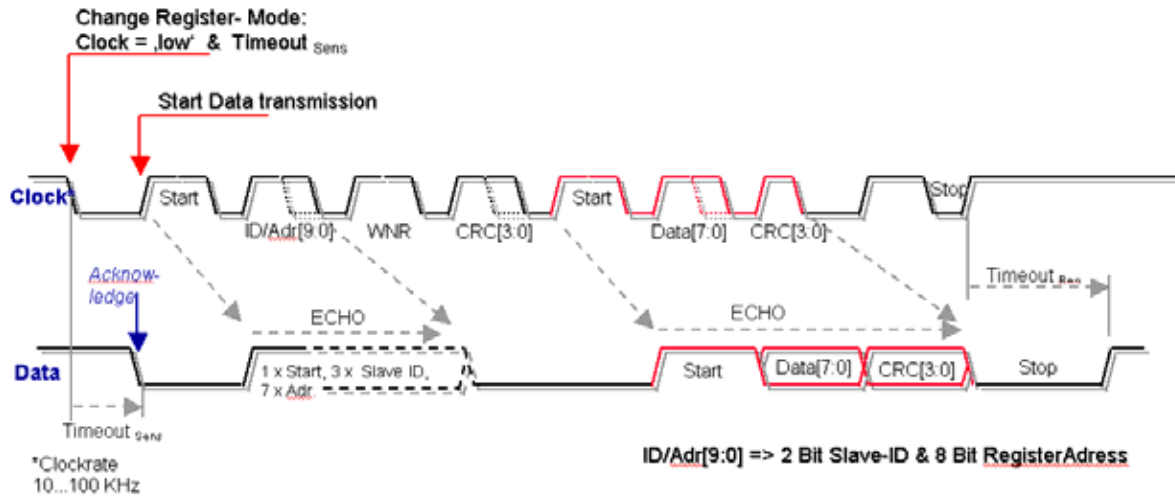 Change Register- Mode:
Clock = ‚low‘ & Timeout Sens
Start Data transmission
Clock*
Start
ID/Adr[9:0]
WNR
CRC[3:0]
Start
Data[7:0]
CRC[3:0]
Stop
Acknow-
ledge
Timeout Reg
ECHO
ECHO
Data
1 x Start, 3 x Slave ID,
7 x Adr.
Start
Data[7:0]
CRC[3:0]
Stop
Timeout Sens
ID/Adr[9:0] => 2 Bit Slave-ID & 8 Bit RegisterAdress
*Clockrate
10...100 KHz